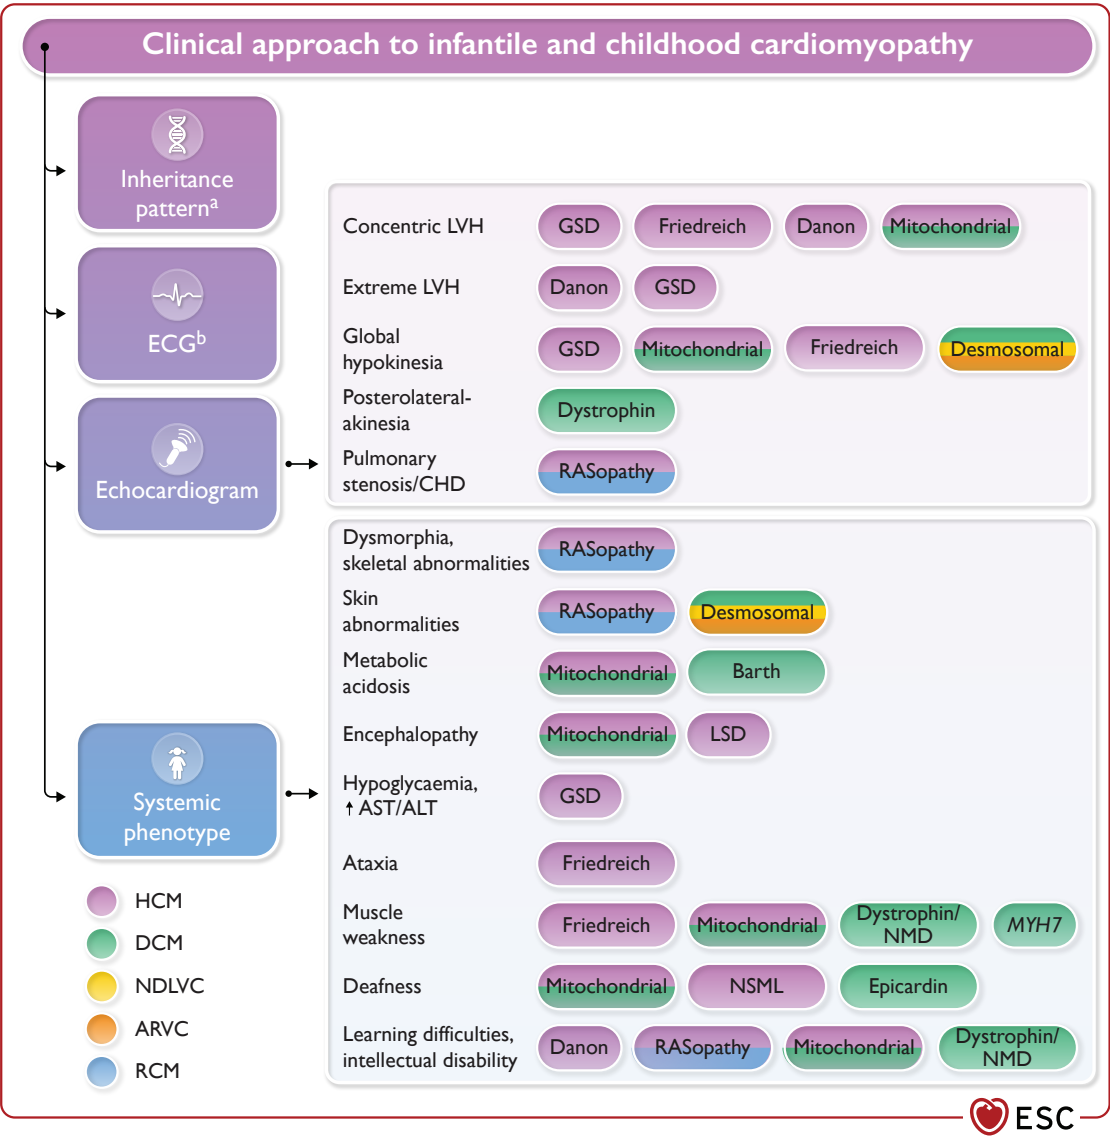 Clinical approach to infantile and childhood cardiomyopathy
Inheritance
patternᵃ
ECGᵇ
Echocardiogram
Concentric LVH GSD Friedreich Danon Mitochondrial
Extreme LVH Danon GSD
Global
hypokinesia GSD Mitochondrial Friedreich Desmosomal
Posterolateral-
akinesia Dystrophin
Pulmonary
stenosis/CHD RASopathy
Systemic
phenotype
Dysmorphia,
skeletal abnormalities RASopathy
Skin
abnormalities RASopathy Desmosomal
Metabolic
acidosis Mitochondrial Barth
Encephalopathy Mitochondrial LSD
Hypoglycaemia,
↑ AST/ALT GSD
Ataxia Friedreich
Muscle
weakness Friedreich Mitochondrial Dystrophin/
NMD MYH7
Deafness Mitochondrial NSML Epicardin
Learning difficulties,
intellectual disability Danon RASopathy Mitochondrial Dystrophin/
NMD
HCM
DCM
NDLVC
ARVC
RCM
ESC